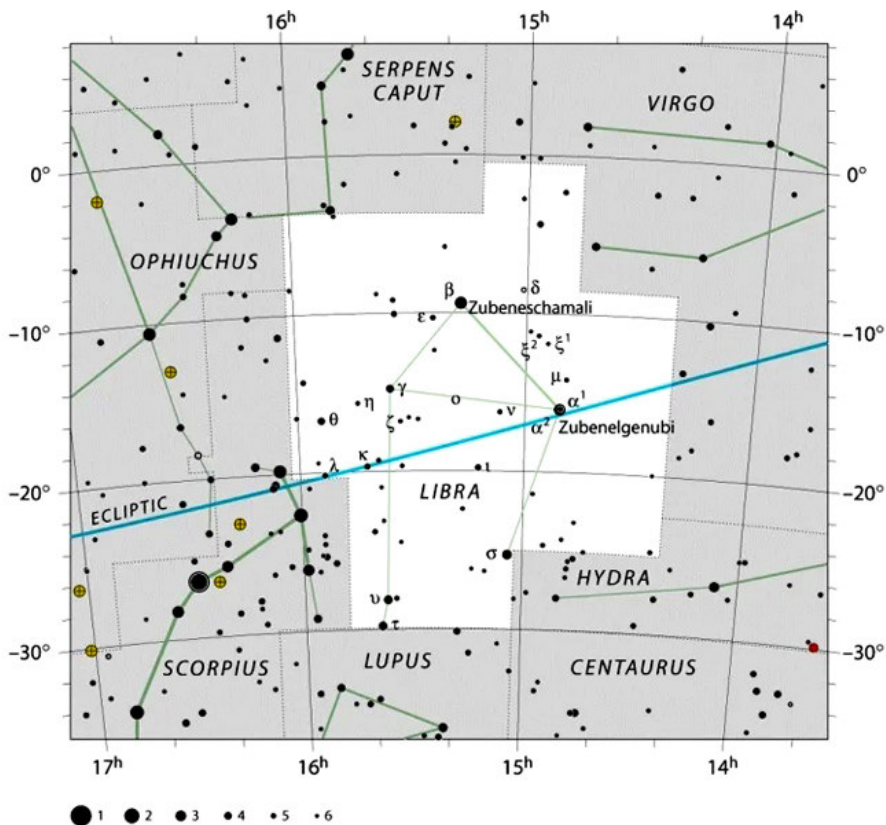 16h 15h 14h
SERPENS
CAPUT
VIRGO
0° 0°
OPHIUCHUS
β δ
Zubeneschamali
-10° -10°
ε
ξ² ξ¹
μ
γ
η ο ν α¹
θ ζ α² Zubenelgenubi
κ
λ ι
-20° LIBRA -20°
ECLIPTIC
σ
HYDRA
υ
τ
-30° -30°
SCORPIUS LUPUS CENTAURUS
17h 16h 15h 14h
1 2 3 4 5 6